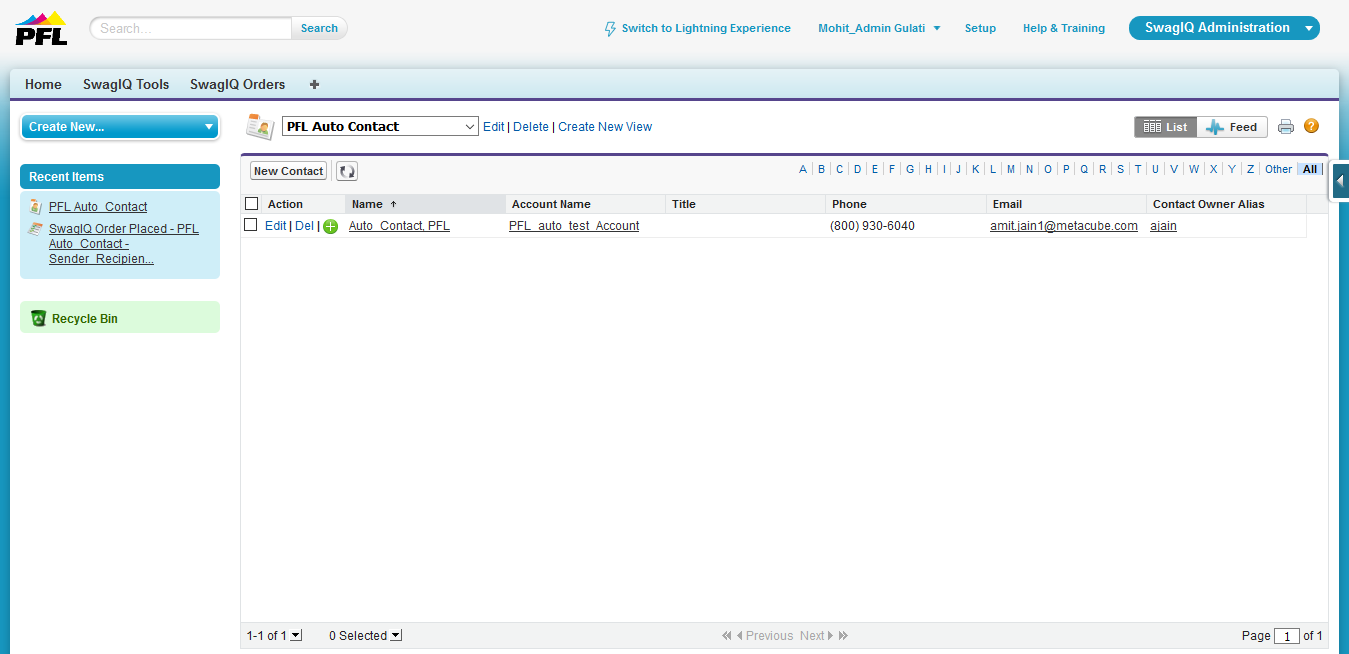 PFL
Search...
Search
Switch to Lightning Experience
Mohit_Admin Gulati
Setup
Help & Training
SwagIQ Administration
Home
SwagIQ Tools
SwagIQ Orders
Create New...
Recent Items
PFL Auto_Contact
SwagIQ Order Placed - PFL
Auto_Contact -
Sender_Recipien...
Recycle Bin
PFL Auto Contact
Edit | Delete | Create New View
List
Feed
New Contact
A | B | C | D | E | F | G | H | I | J | K | L | M | N | O | P | Q | R | S | T | U | V | W | X | Y | Z | Other | All
Action Name Account Name Title Phone Email Contact Owner Alias
Edit | Del | Auto_Contact, PFL PFL_auto_test_Account (800) 930-6040 amit.jain1@metacube.com ajain
1-1 of 1
0 Selected
Previous Next
Page 1 of 1